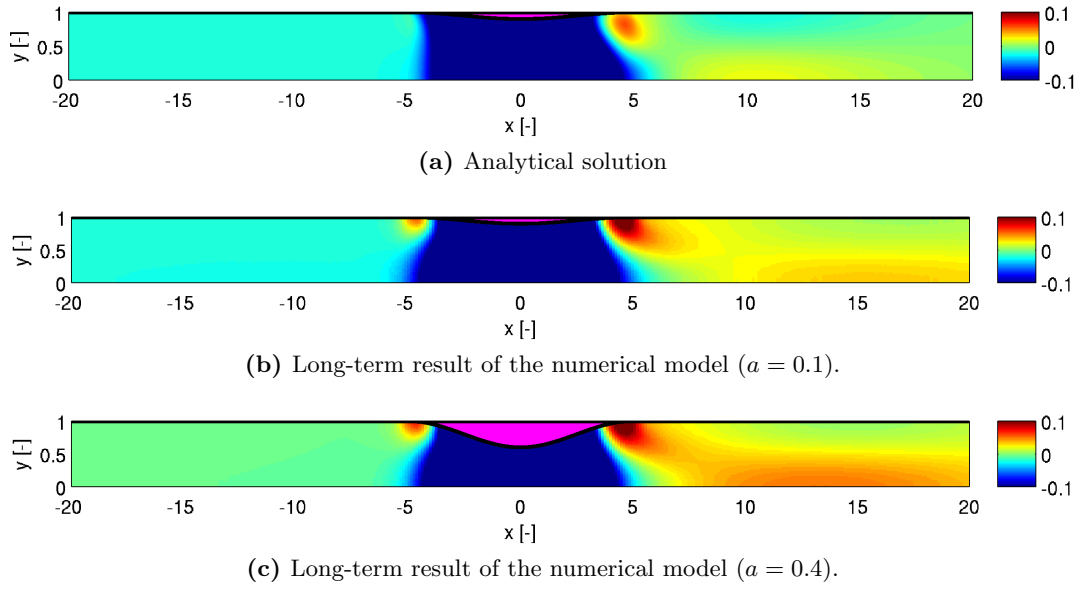 1
0.5
0
y [-]
-20 -15 -10 -5 0 5 10 15 20
x [-]
0.1
0
-0.1
(a) Analytical solution
1
0.5
0
y [-]
-20 -15 -10 -5 0 5 10 15 20
x [-]
0.1
0
-0.1
(b) Long-term result of the numerical model (a = 0.1).
1
0.5
0
y [-]
-20 -15 -10 -5 0 5 10 15 20
x [-]
0.1
0
-0.1
(c) Long-term result of the numerical model (a = 0.4).